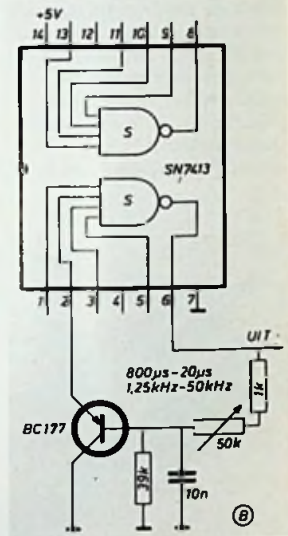 +5V
14 13 12 11 10 9 8
S
SN7413
S
1 2 3 4 5 6 7
UIT
800µs-20µs
1,25kHz-50kHz
1k
BC177
50k
39k
10n
B